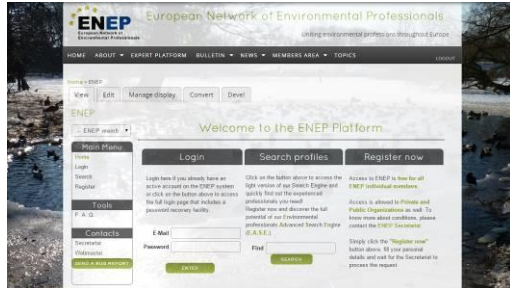 ENEP
European Network of
Environmental Professionals
European Network of Environmental Professionals
Uniting environmental professions throughout Europe
HOME ABOUT EXPERT PLATFORM BULLETIN NEWS MEMBERS AREA TOPICS
LOGOUT
Home » ENEP
View Edit Manage display Convert Devel
ENEP
Welcome to the ENEP Platform
Main Menu
Home
Login
Search
Register
Tools
F. A. Q.
Contacts
Secretariat
Webmaster
SEND A BUG REPORT
Login
Login here if you already have an
active account on the ENEP system
or click on the button above to access
the full login page that includes a
password recovery facility.
E-Mail
Password
ENTER
Search profiles
Click on the button above to access the
light version of our Search Engine and
quickly find out the experienced
professionals you need!
Register now and discover the full
potential of our Environmental
professionals Advanced Search Engine
(E.A.S.E.)
Find
SEARCH
Register now
Access to ENEP is free for all
ENEP individual members.
Access is allowed to Private and
Public Organizations as well. To
know more about conditions, please
contact the ENEP Secretariat
Simply click the "Register now"
button above, fill your personal
details and wait for the Secretariat to
process the request.